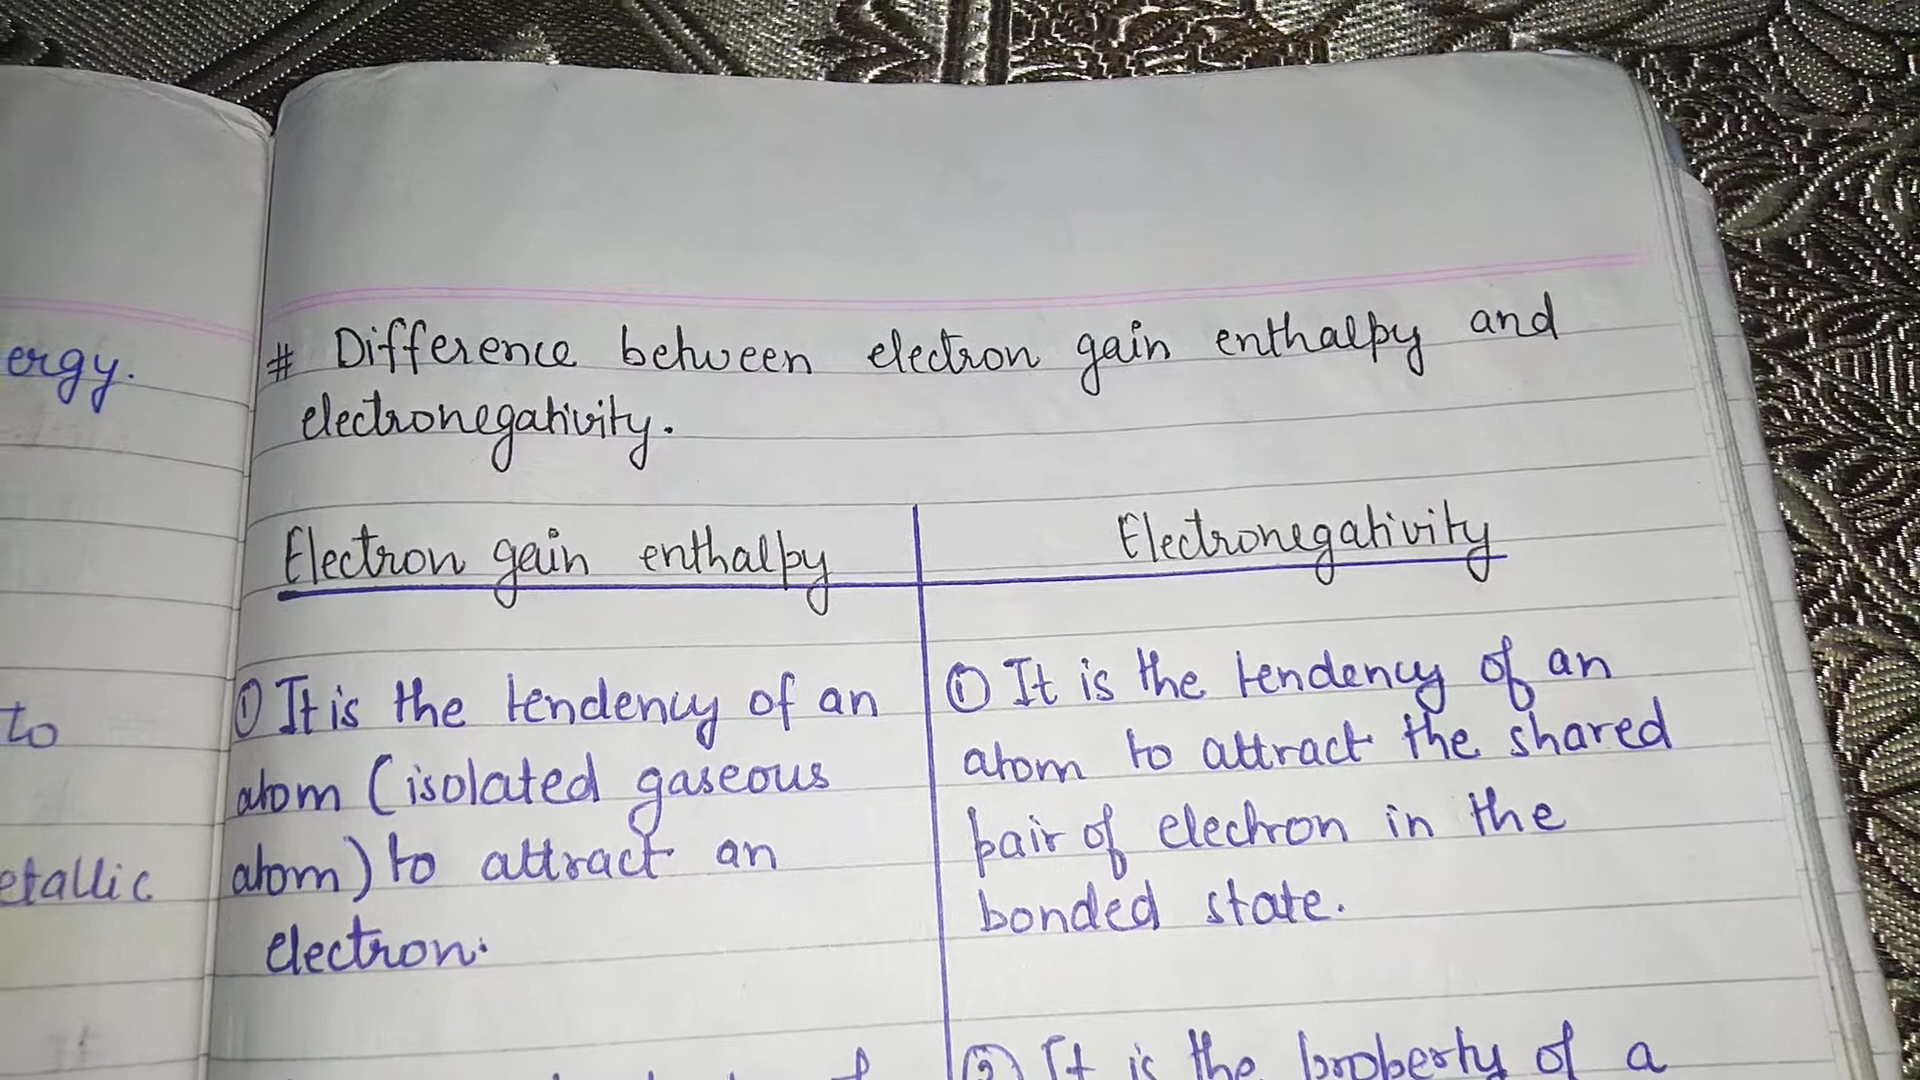 ergy.
to
etallic
# Difference between electron gain enthalpy and
electronegativity.
Electron gain enthalpy
① It is the tendency of an
atom (isolated gaseous
atom) to attract an
electron.
Electronegativity
① It is the tendency of an
atom to attract the shared
pair of electron in the
bonded state.
② It is the property of a